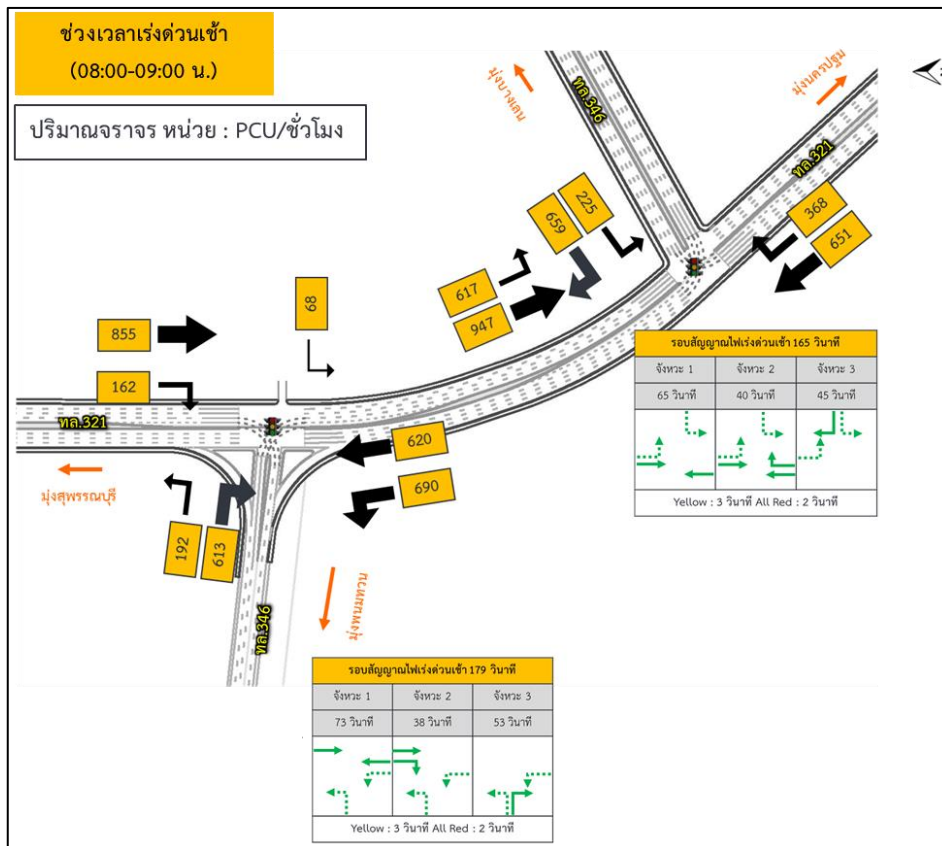 ช่วงเวลาเร่งด่วนเช้า
(08:00-09:00 น.)
ปริมาณจราจร หน่วย : PCU/ชั่วโมง
มุ่งบางเลน
ทล.346
มุ่งนครปฐม
ทล.321
225
659
617
947
368
651
68
855
162
ทล.321
มุ่งสุพรรณบุรี
620
690
192
613
ทล.346
รอบสัญญาณไฟเร่งด่วนเช้า 165 วินาที
จังหวะ 1 จังหวะ 2 จังหวะ 3
65 วินาที 40 วินาที 45 วินาที
Yellow : 3 วินาที All Red : 2 วินาที
รอบสัญญาณไฟเร่งด่วนเช้า 179 วินาที
จังหวะ 1 จังหวะ 2 จังหวะ 3
73 วินาที 38 วินาที 53 วินาที
Yellow : 3 วินาที All Red : 2 วินาที